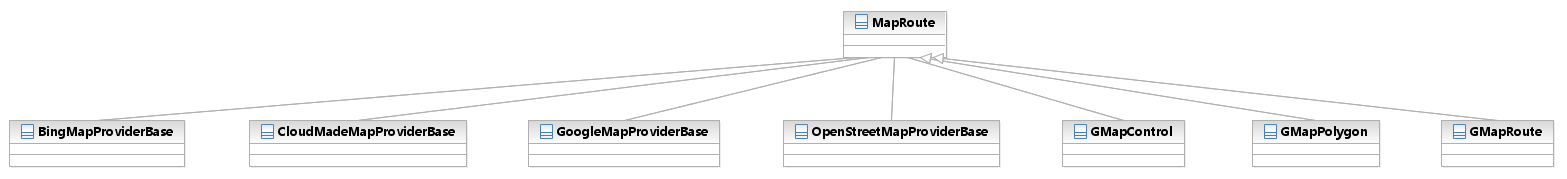 MapRoute
BingMapProviderBase
CloudMadeMapProviderBase
GoogleMapProviderBase
OpenStreetMapProviderBase
GMapControl
GMapPolygon
GMapRoute